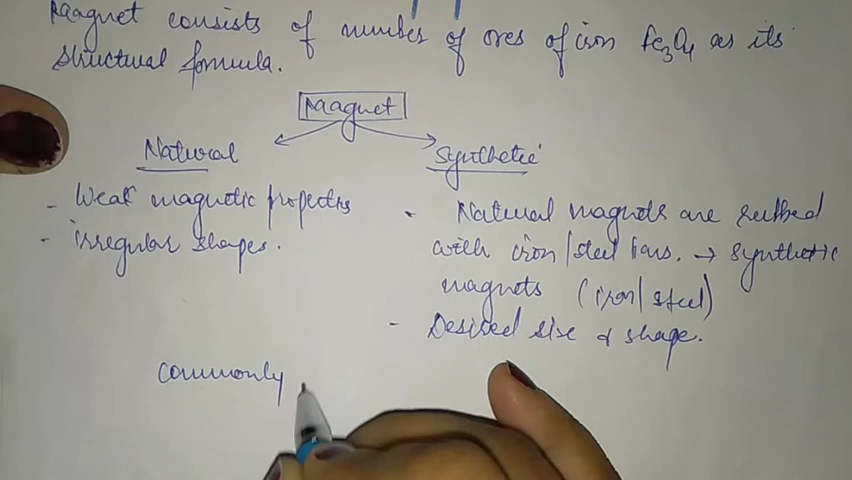 Magnet consists of number of ores of iron Fe3O4 as its
structural formula.
Magnet
Natural
Synthetic
- Weak magnetic properties
- irregular shapes.
- Natural magnets are rubbed
with iron/steel bars. → synthetic
magnets (iron/steel)
- Desired size & shape.
commonly